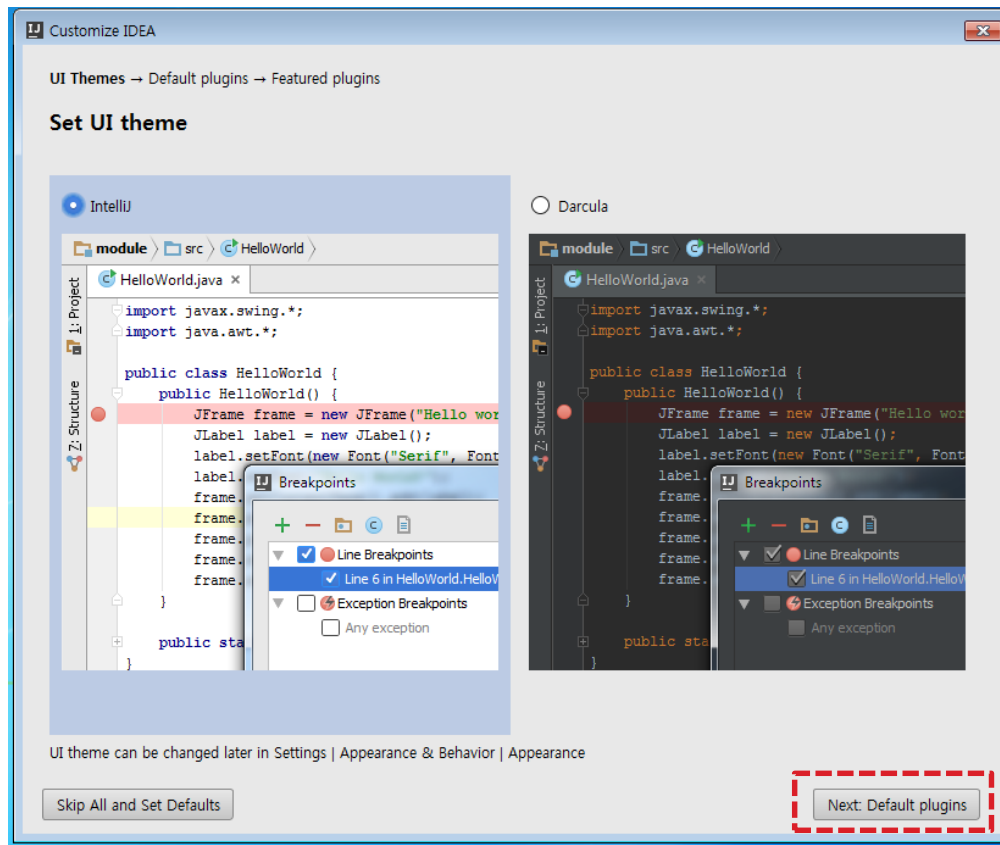 Customize IDEA
UI Themes → Default plugins → Featured plugins
Set UI theme
IntelliJ
module src HelloWorld
HelloWorld.java
1: Project
7: Structure
import javax.swing.*;
import java.awt.*;
public class HelloWorld {
public HelloWorld() {
JFrame frame = new JFrame("Hello wor
JLabel label = new JLabel();
label.setFont(new Font("Serif", Font
label.
frame.
frame.
frame.
frame.
frame.
}
public sta
}
Breakpoints
Line Breakpoints
Line 6 in HelloWorld.HelloW
Exception Breakpoints
Any exception
Darcula
module src HelloWorld
HelloWorld.java
1: Project
7: Structure
import javax.swing.*;
import java.awt.*;
public class HelloWorld {
public HelloWorld() {
JFrame frame = new JFrame("Hello wor
JLabel label = new JLabel();
label.setFont(new Font("Serif", Font
label.
frame.
frame.
frame.
frame.
frame.
}
public sta
}
Breakpoints
Line Breakpoints
Line 6 in HelloWorld.HelloW
Exception Breakpoints
Any exception
UI theme can be changed later in Settings | Appearance & Behavior | Appearance
Skip All and Set Defaults
Next: Default plugins